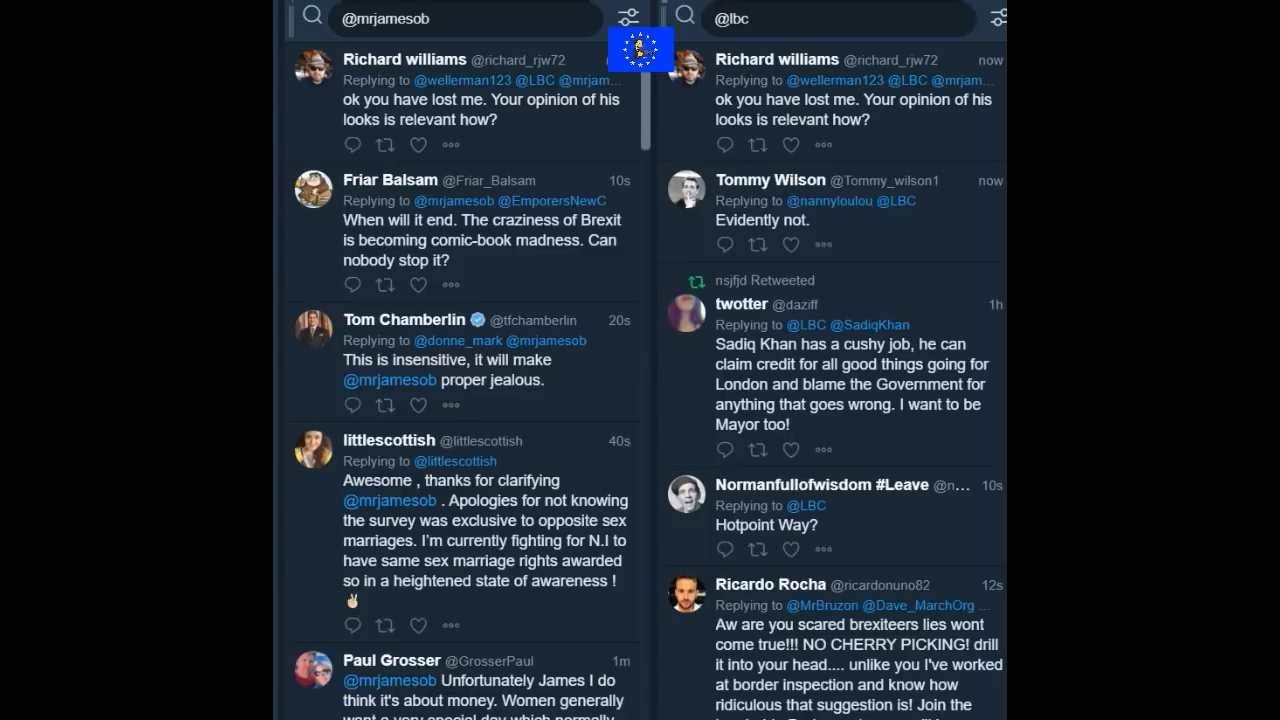 @mrjamesob
Richard williams @richard_rjw72
Replying to @wellerman123 @LBC @mrjam...
ok you have lost me. Your opinion of his
looks is relevant how?
Friar Balsam @Friar_Balsam 10s
Replying to @mrjamesob @EmporersNewC
When will it end. The craziness of Brexit
is becoming comic-book madness. Can
nobody stop it?
Tom Chamberlin @tfchamberlin 20s
Replying to @donne_mark @mrjamesob
This is insensitive, it will make
@mrjamesob proper jealous.
littlescottish @littlescottish 40s
Replying to @littlescottish
Awesome , thanks for clarifying
@mrjamesob . Apologies for not knowing
the survey was exclusive to opposite sex
marriages. I'm currently fighting for N.I to
have same sex marriage rights awarded
so in a heightened state of awareness !
✌🏻
Paul Grosser @GrosserPaul 1m
@mrjamesob Unfortunately James I do
think it's about money. Women generally
want a very special day which normally
@lbc
Richard williams @richard_rjw72 now
Replying to @wellerman123 @LBC @mrjam...
ok you have lost me. Your opinion of his
looks is relevant how?
Tommy Wilson @Tommy_wilson1 now
Replying to @nannyloulou @LBC
Evidently not.
nsjfjd Retweeted
twotter @daziff 1h
Replying to @LBC @SadiqKhan
Sadiq Khan has a cushy job, he can
claim credit for all good things going for
London and blame the Government for
anything that goes wrong. I want to be
Mayor too!
Normanfullofwisdom #Leave @n... 10s
Replying to @LBC
Hotpoint Way?
Ricardo Rocha @ricardonuno82 12s
Replying to @MrBruzon @Dave_MarchOrg ...
Aw are you scared brexiteers lies wont
come true!!! NO CHERRY PICKING! drill
it into your head.... unlike you I've worked
at border inspection and know how
ridiculous that suggestion is! Join the